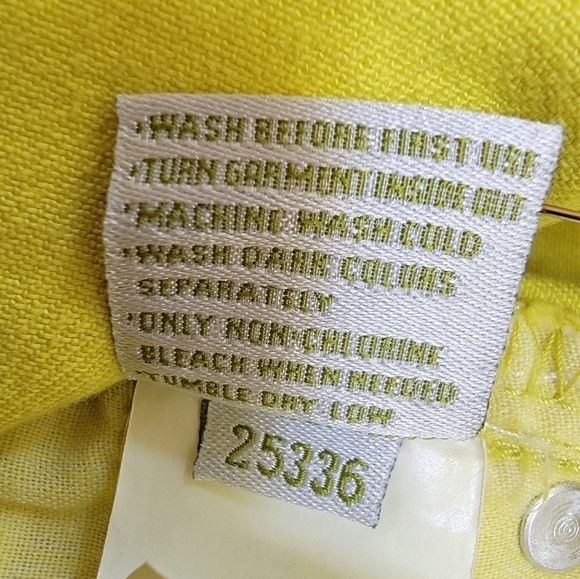 •WASH BEFORE FIRST USE
•TURN GARMENT INSIDE OUT
•MACHINE WASH COLD
•WASH DARK COLORS
SEPARATELY
•ONLY NON-CHLORINE
BLEACH WHEN NEEDED
•TUMBLE DRY LOW
25336